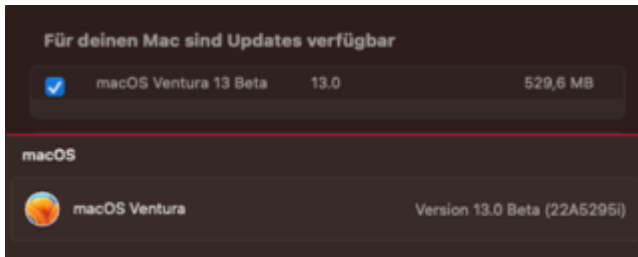 Für deinen Mac sind Updates verfügbar
macOS Ventura 13 Beta 13.0 529,6 MB
macOS
macOS Ventura Version 13.0 Beta (22A5295i)